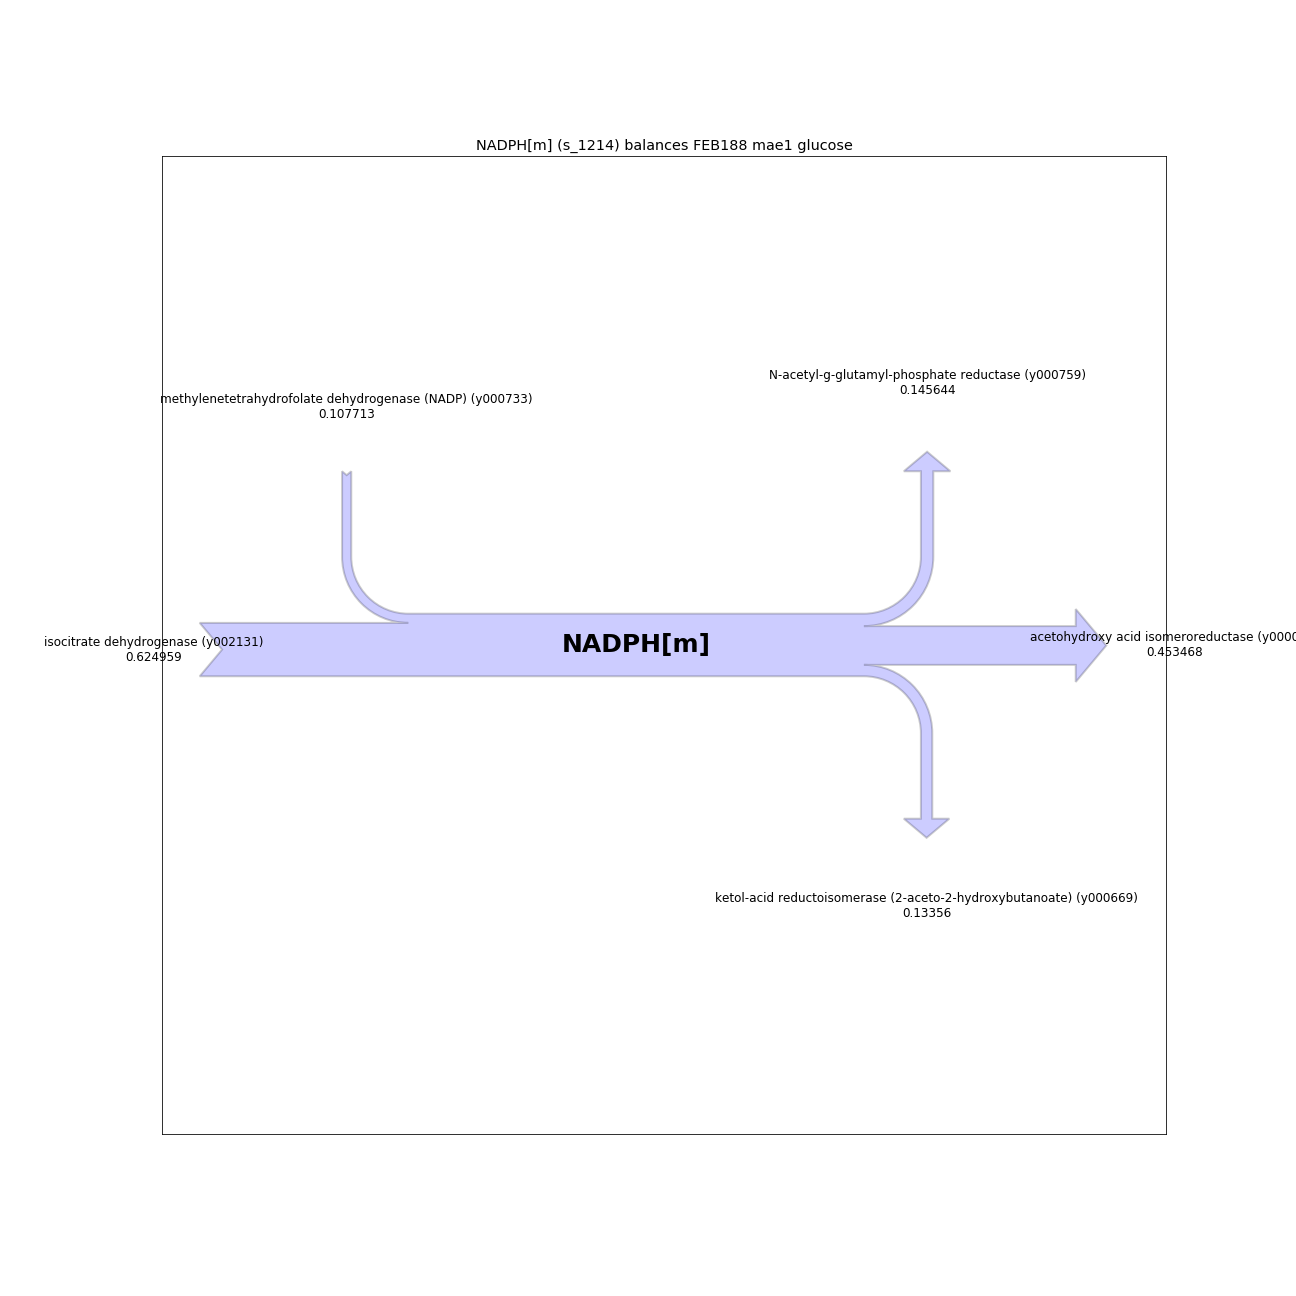 NADPH[m] (s_1214) balances FEB188 mae1 glucose
N-acetyl-g-glutamyl-phosphate reductase (y000759)
0.145644
methylenetetrahydrofolate dehydrogenase (NADP) (y000733)
0.107713
isocitrate dehydrogenase (y002131)
0.624959
NADPH[m]
acetohydroxy acid isomeroreductase (y0000
0.453468
ketol-acid reductoisomerase (2-aceto-2-hydroxybutanoate) (y000669)
0.13356